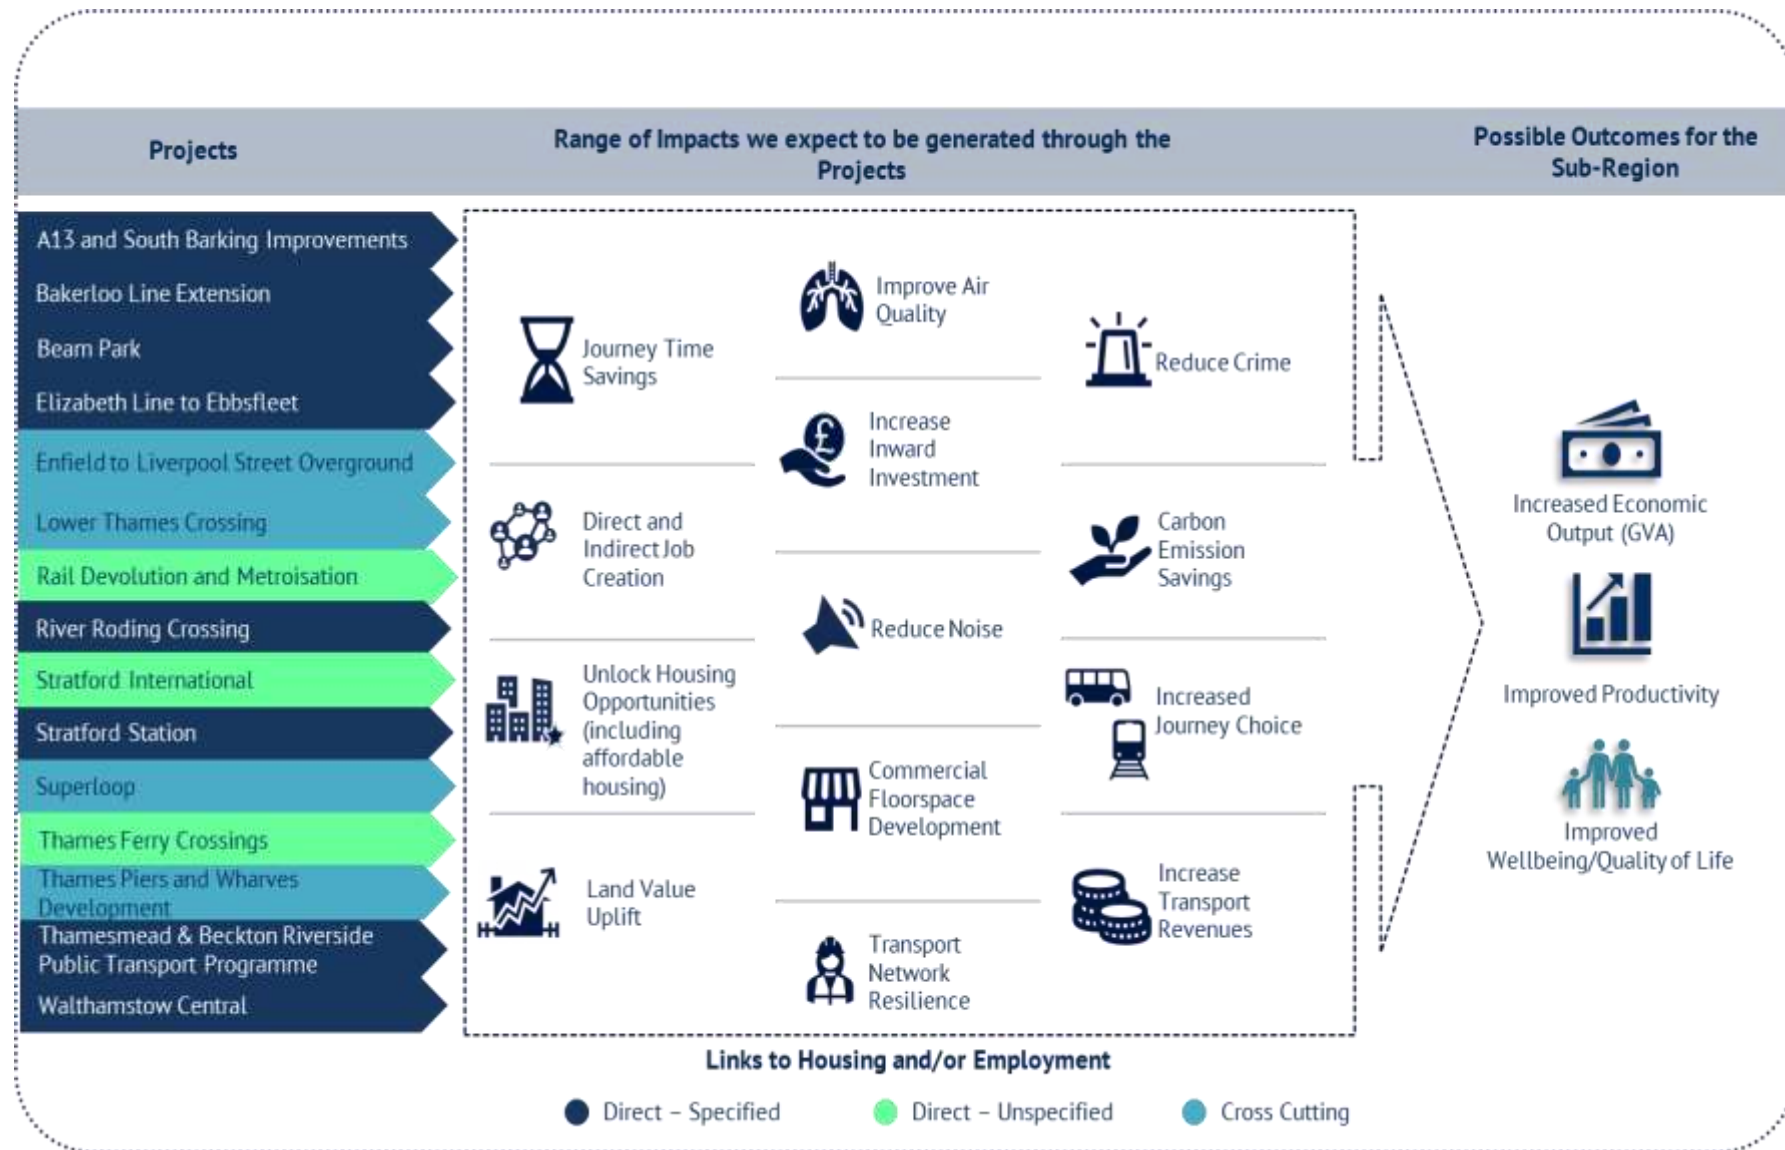 Projects
Range of Impacts we expect to be generated through the
Projects
Possible Outcomes for the
Sub-Region
A13 and South Barking Improvements
Bakerloo Line Extension
Beam Park
Elizabeth Line to Ebbsfleet
Enfield to Liverpool Street Overground
Lower Thames Crossing
Rail Devolution and Metroisation
River Roding Crossing
Stratford International
Stratford Station
Superloop
Thames Ferry Crossings
Thames Piers and Wharves
Development
Thamesmead & Beckton Riverside
Public Transport Programme
Walthamstow Central
Journey Time
Savings
Direct and
Indirect Job
Creation
Unlock Housing
Opportunities
(including
affordable
housing)
Land Value
Uplift
Improve Air
Quality
£
Increase
Inward
Investment
Reduce Noise
Commercial
Floorspace
Development
Transport
Network
Resilience
Reduce Crime
Carbon
Emission
Savings
Increased
Journey Choice
Increase
Transport
Revenues
Increased Economic
Output (GVA)
Improved Productivity
Improved
Wellbeing/Quality of Life
Links to Housing and/or Employment
Direct – Specified
Direct – Unspecified
Cross Cutting